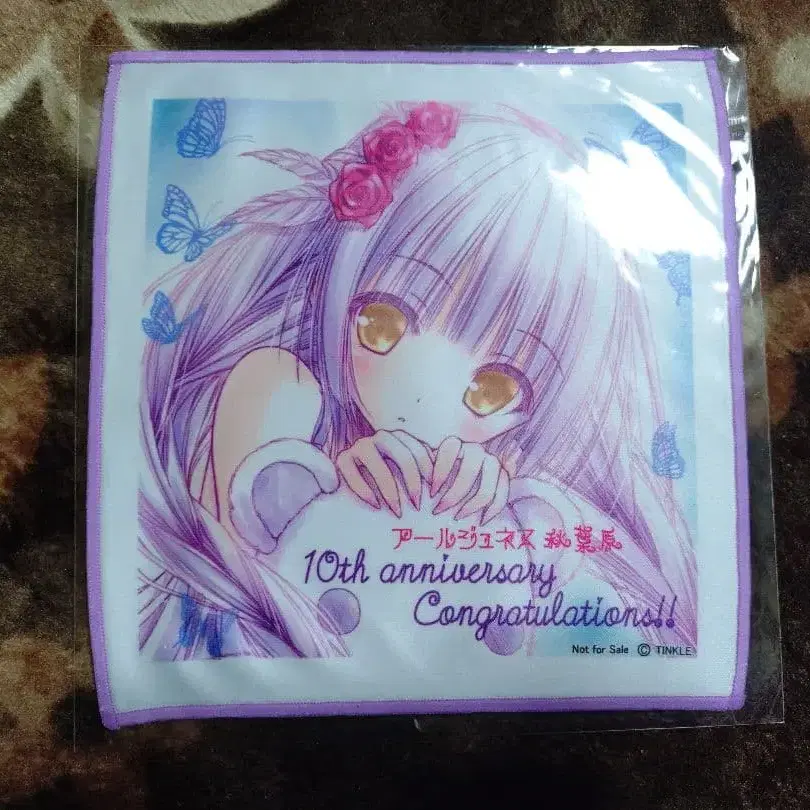 アールジュネス 秋葉原
10th anniversary
Congratulations!!
Not for Sale © TINKLE